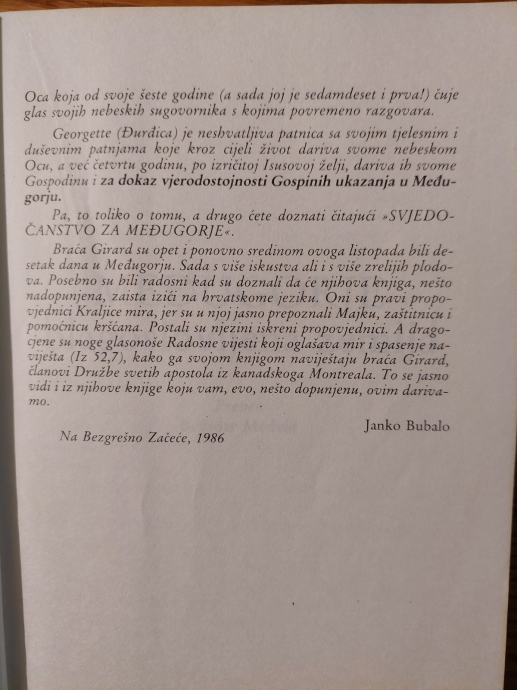 Oca koja od svoje šeste godine (a sada joj je sedamdeset i prva!) čuje
glas svojih nebeskih sugovornika s kojima povremeno razgovara.
Georgette (Đurđica) je neshvatljiva patnica sa svojim tjelesnim i
duševnim patnjama koje kroz cijeli život dariva svome nebeskom
Ocu, a već četvrtu godinu, po izričitoj Isusovoj želji, dariva ih svome
Gospodinu i za dokaz vjerodostojnosti Gospinih ukazanja u Među-
gorju.
Pa, to toliko o tomu, a drugo ćete doznati čitajući »SVJEDO-
ČANSTVO ZA MEĐUGORJE«.
Braća Girard su opet i ponovno sredinom ovoga listopada bili de-
setak dana u Međugorju. Sada s više iskustva ali i s više zrelijih plodo-
va. Posebno su bili radosni kad su doznali da će njihova knjiga, nešto
nadopunjena, zaista izići na hrvatskome jeziku. Oni su pravi propo-
vjednici Kraljice mira, jer su u njoj jasno prepoznali Majku, zaštitnicu i
pomoćnicu kršćana. Postali su njezini iskreni propovjednici. A drago-
cjene su noge glasonoše Radosne vijesti koji oglašava mir i spasenje na-
viješta (Iz 52,7), kako ga svojom knjigom naviještaju braća Girard,
članovi Družbe svetih apostola iz kanadskoga Montreala. To se jasno
vidi i iz njihove knjige koju vam, evo, nešto dopunjenu, ovim dariva-
mo.
Janko Bubalo
Na Bezgrešno Začeće, 1986